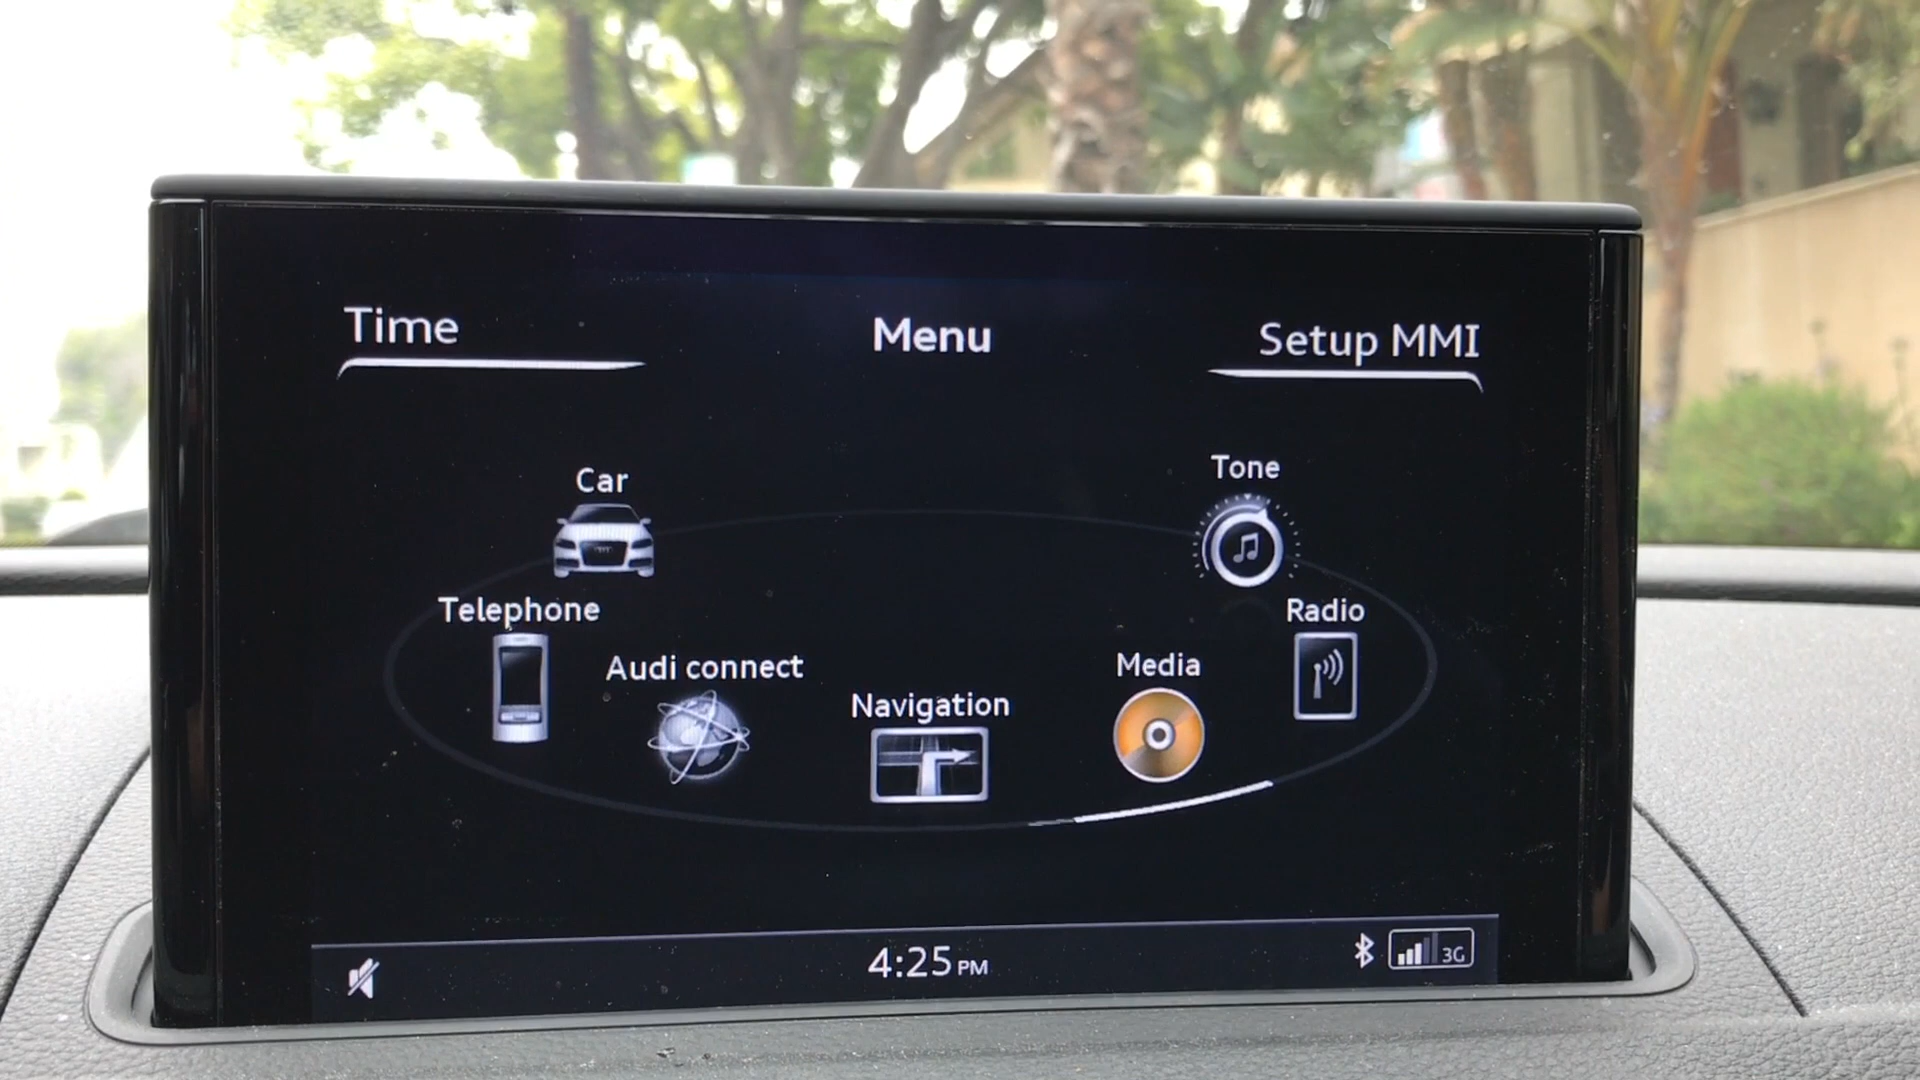 Time
Menu
Setup MMI
Car
Tone
Telephone
Radio
Audi connect
Media
Navigation
4:25 PM
3G